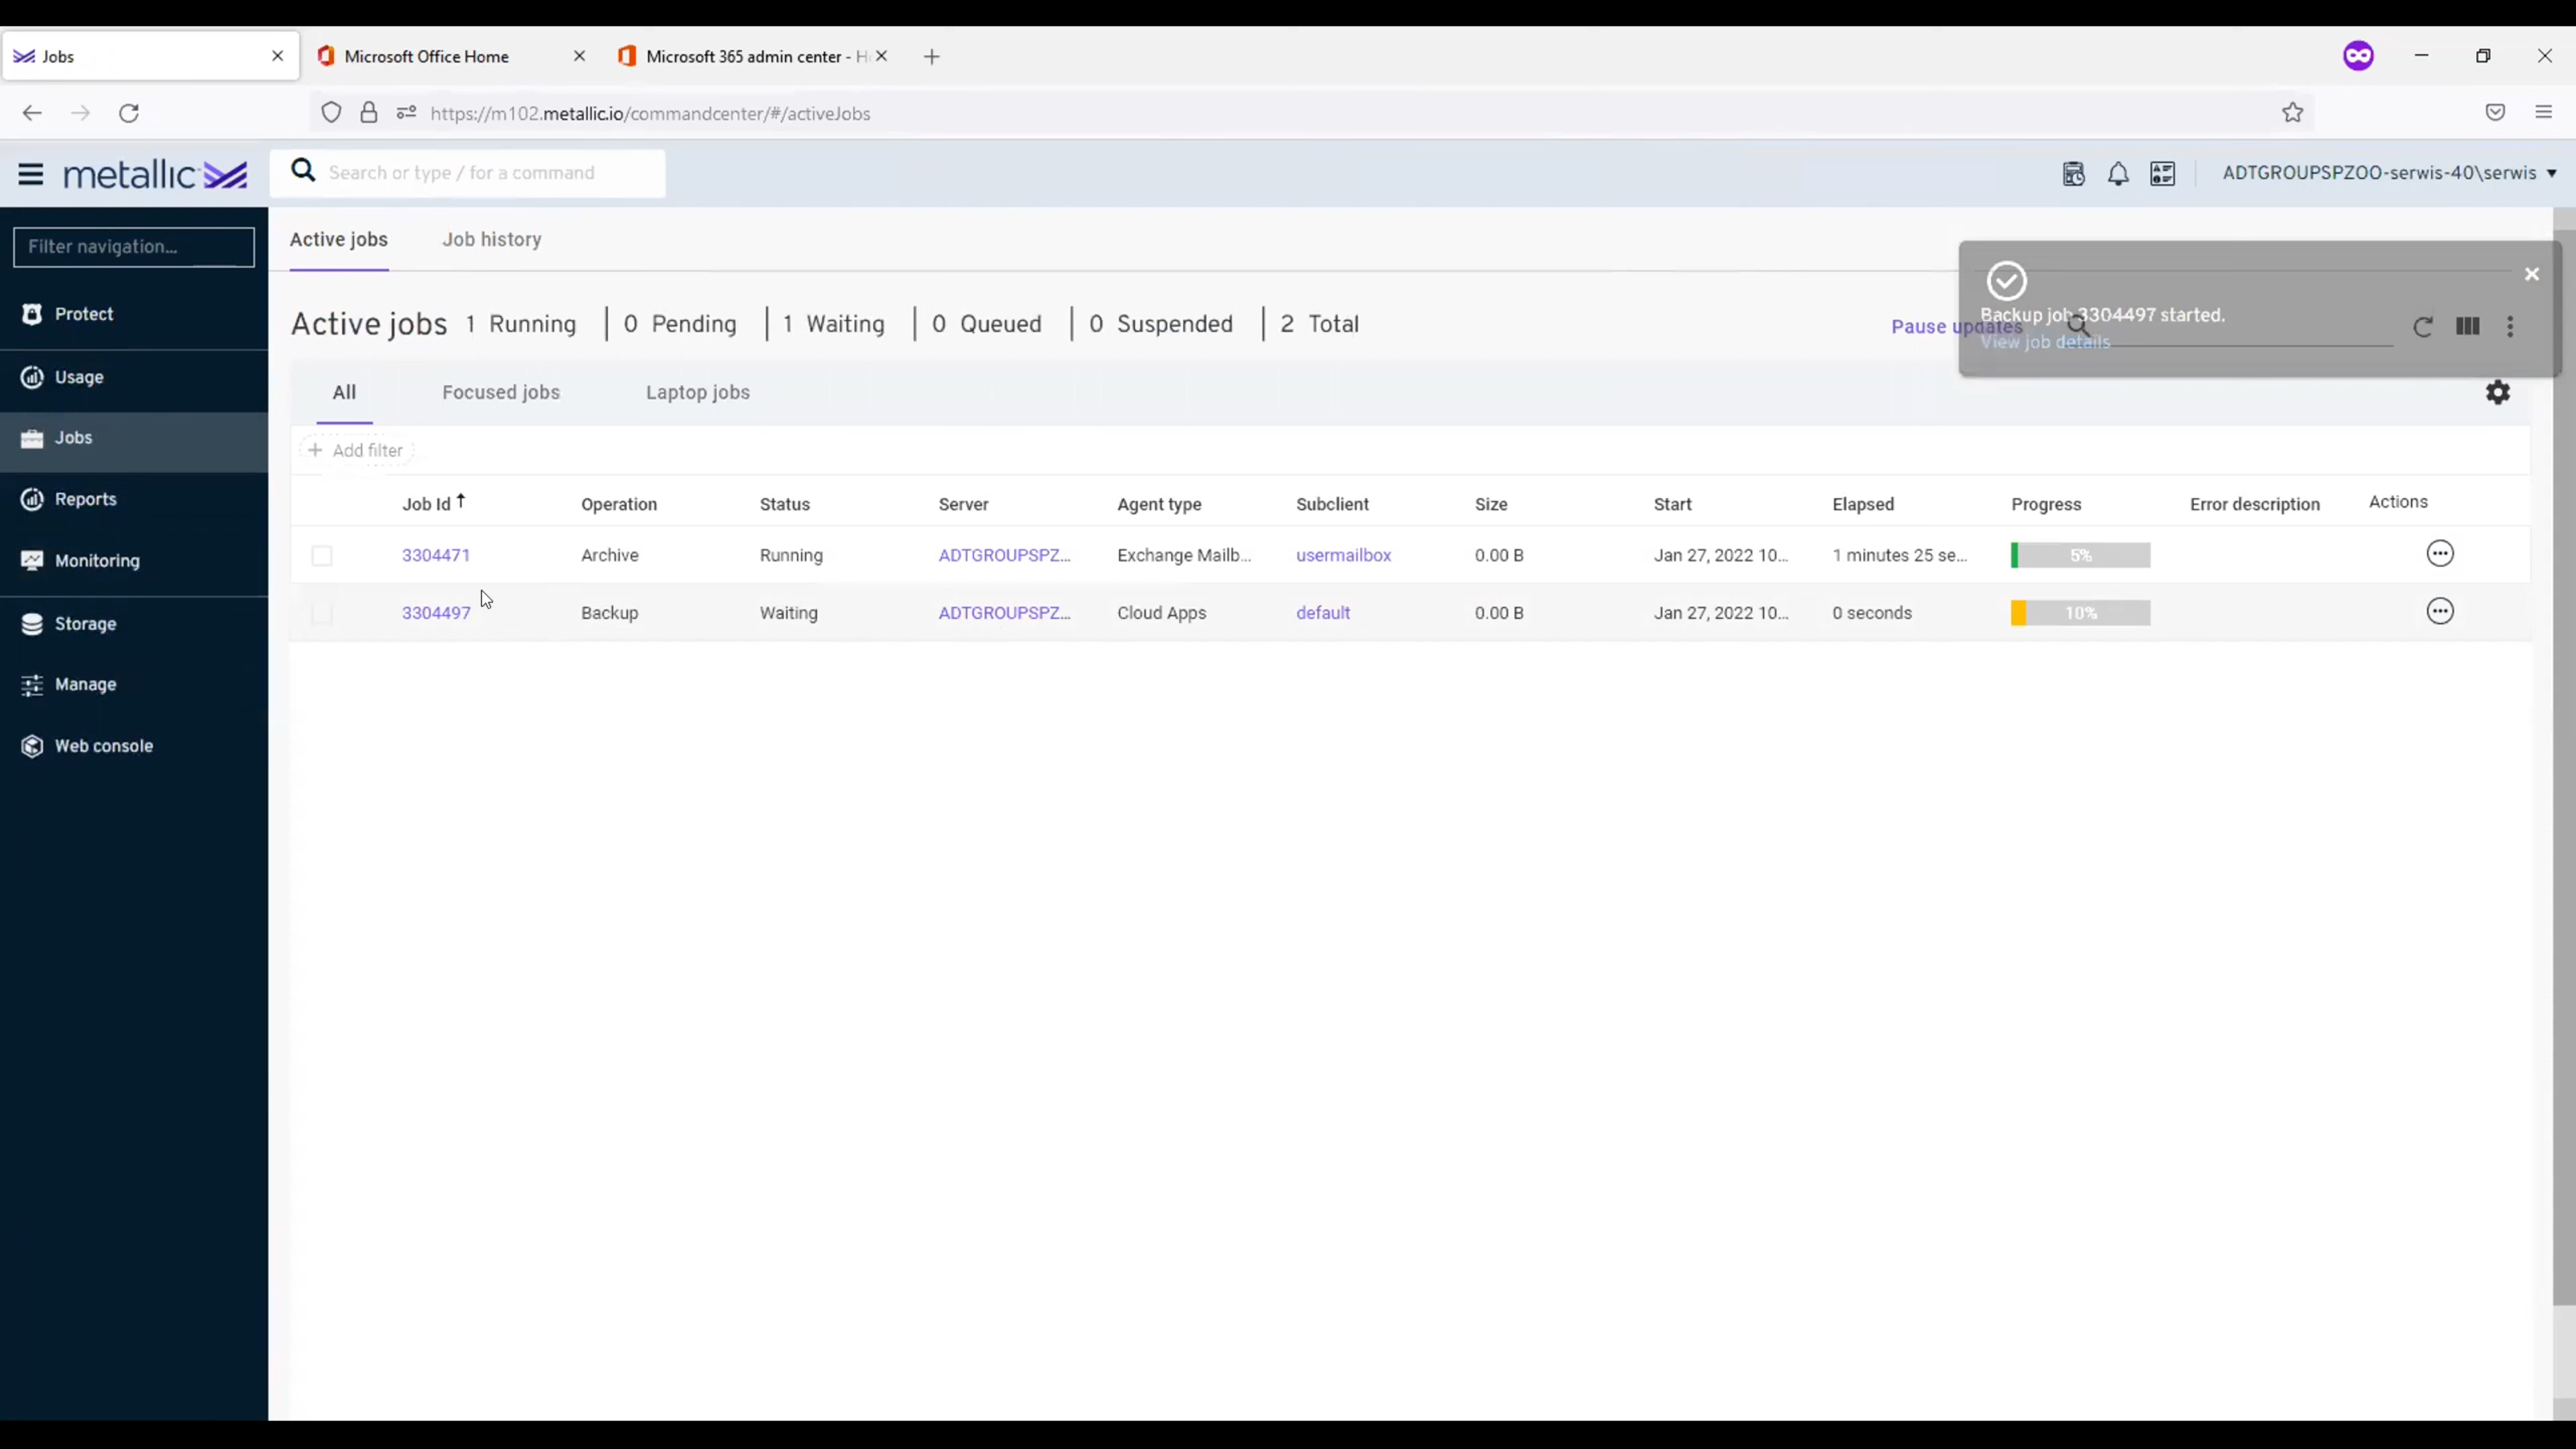 Jobs
Microsoft Office Home
Microsoft 365 admin center - H
https://m102.metallic.io/commandcenter/#/activeJobs
metallic
Search or type / for a command
ADTGROUPSPZOO-serwis-40\serwis
Filter navigation...
Protect
Usage
Jobs
Reports
Monitoring
Storage
Manage
Web console
Active jobs Job history
Backup job 3304497 started.
View job details
Active jobs 1 Running 0 Pending 1 Waiting 0 Queued 0 Suspended 2 Total
Pause updates
All Focused jobs Laptop jobs
+ Add filter
Job Id Operation Status Server Agent type Subclient Size Start Elapsed Progress Error description Actions
3304471 Archive Running ADTGROUPSPZ... Exchange Mailb... usermailbox 0.00 B Jan 27, 2022 10... 1 minutes 25 se... 5%
3304497 Backup Waiting ADTGROUPSPZ... Cloud Apps default 0.00 B Jan 27, 2022 10... 0 seconds 10%